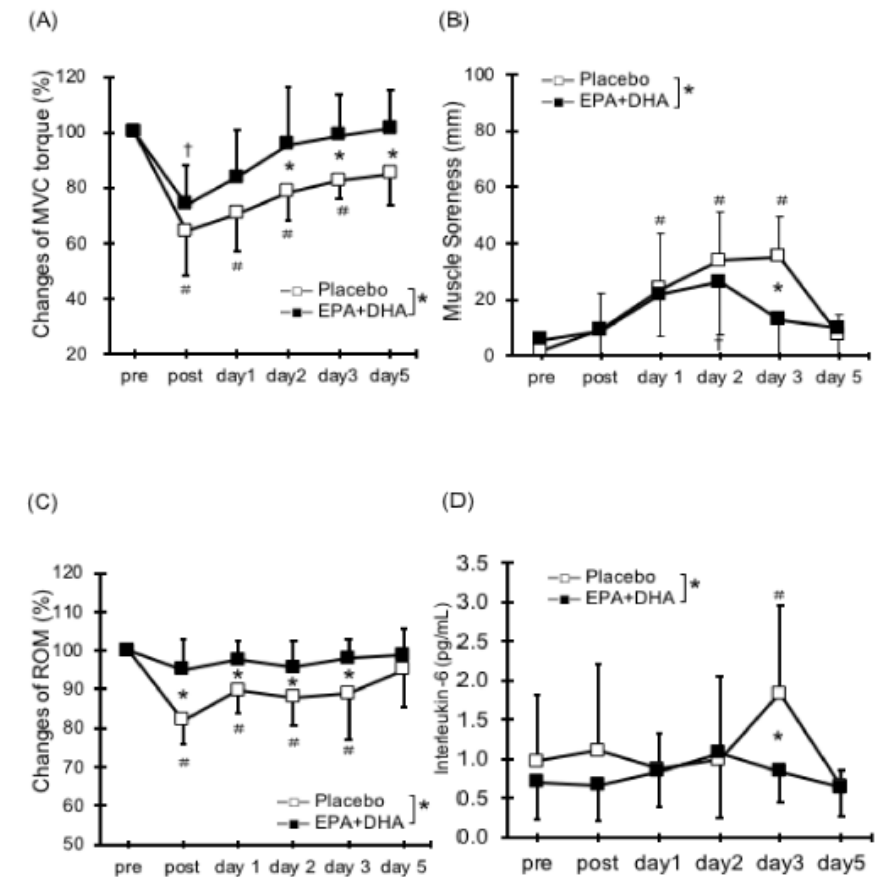 (A)
120
100
80
60
40
20
Changes of MVC torque (%)
†
*
*
*
#
#
#
#
Placebo
EPA+DHA
*
pre post day1 day2 day3 day5
(B)
100
80
60
40
20
0
Muscle Soreness (mm)
Placebo
EPA+DHA
*
#
#
#
*
†
pre post day 1 day 2 day 3 day 5
(C)
120
110
100
90
80
70
60
50
Changes of ROM (%)
*
*
*
*
#
#
#
#
Placebo
EPA+DHA
*
pre post day 1 day 2 day 3 day 5
(D)
3.5
3.0
2.5
2.0
1.5
1.0
0.5
0.0
Interleukin-6 (pg/mL)
Placebo
EPA+DHA
*
#
*
pre post day1 day2 day3 day5